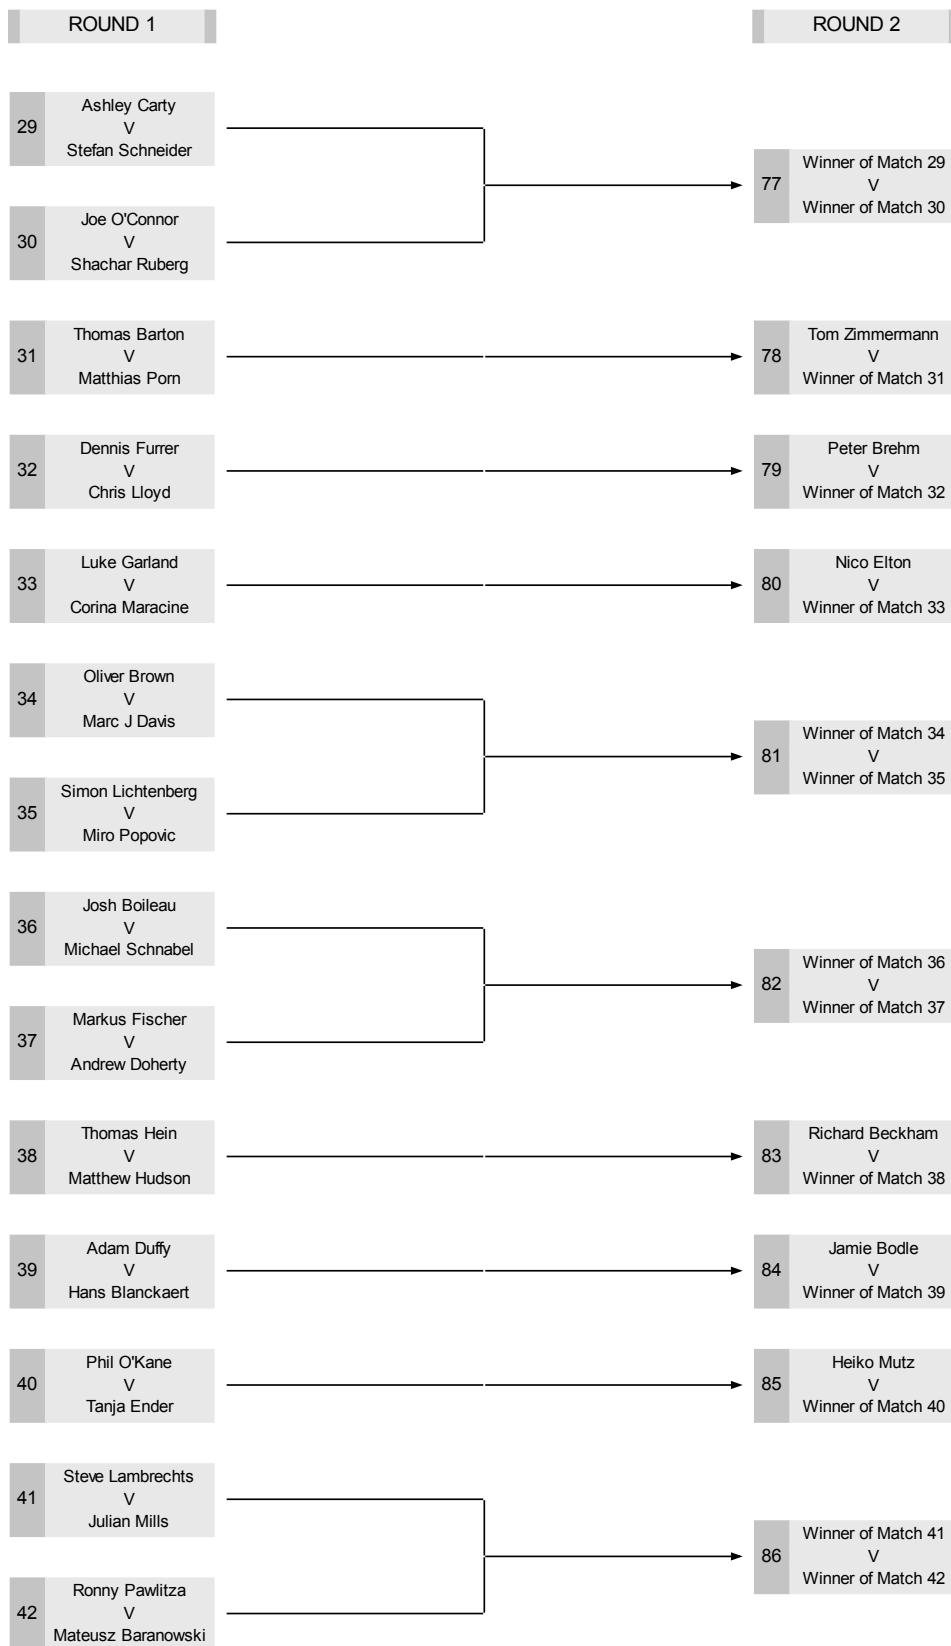 ROUND 1
ROUND 2
29
Ashley Carty
V
Stefan Schneider
30
Joe O'Connor
V
Shachar Ruberg
77
Winner of Match 29
V
Winner of Match 30
31
Thomas Barton
V
Matthias Porn
78
Tom Zimmermann
V
Winner of Match 31
32
Dennis Furrer
V
Chris Lloyd
79
Peter Brehm
V
Winner of Match 32
33
Luke Garland
V
Corina Maracine
80
Nico Elton
V
Winner of Match 33
34
Oliver Brown
V
Marc J Davis
35
Simon Lichtenberg
V
Miro Popovic
81
Winner of Match 34
V
Winner of Match 35
36
Josh Boileau
V
Michael Schnabel
37
Markus Fischer
V
Andrew Doherty
82
Winner of Match 36
V
Winner of Match 37
38
Thomas Hein
V
Matthew Hudson
83
Richard Beckham
V
Winner of Match 38
39
Adam Duffy
V
Hans Blanckaert
84
Jamie Bodle
V
Winner of Match 39
40
Phil O'Kane
V
Tanja Ender
85
Heiko Mutz
V
Winner of Match 40
41
Steve Lambrechts
V
Julian Mills
42
Ronny Pawlitza
V
Mateusz Baranowski
86
Winner of Match 41
V
Winner of Match 42